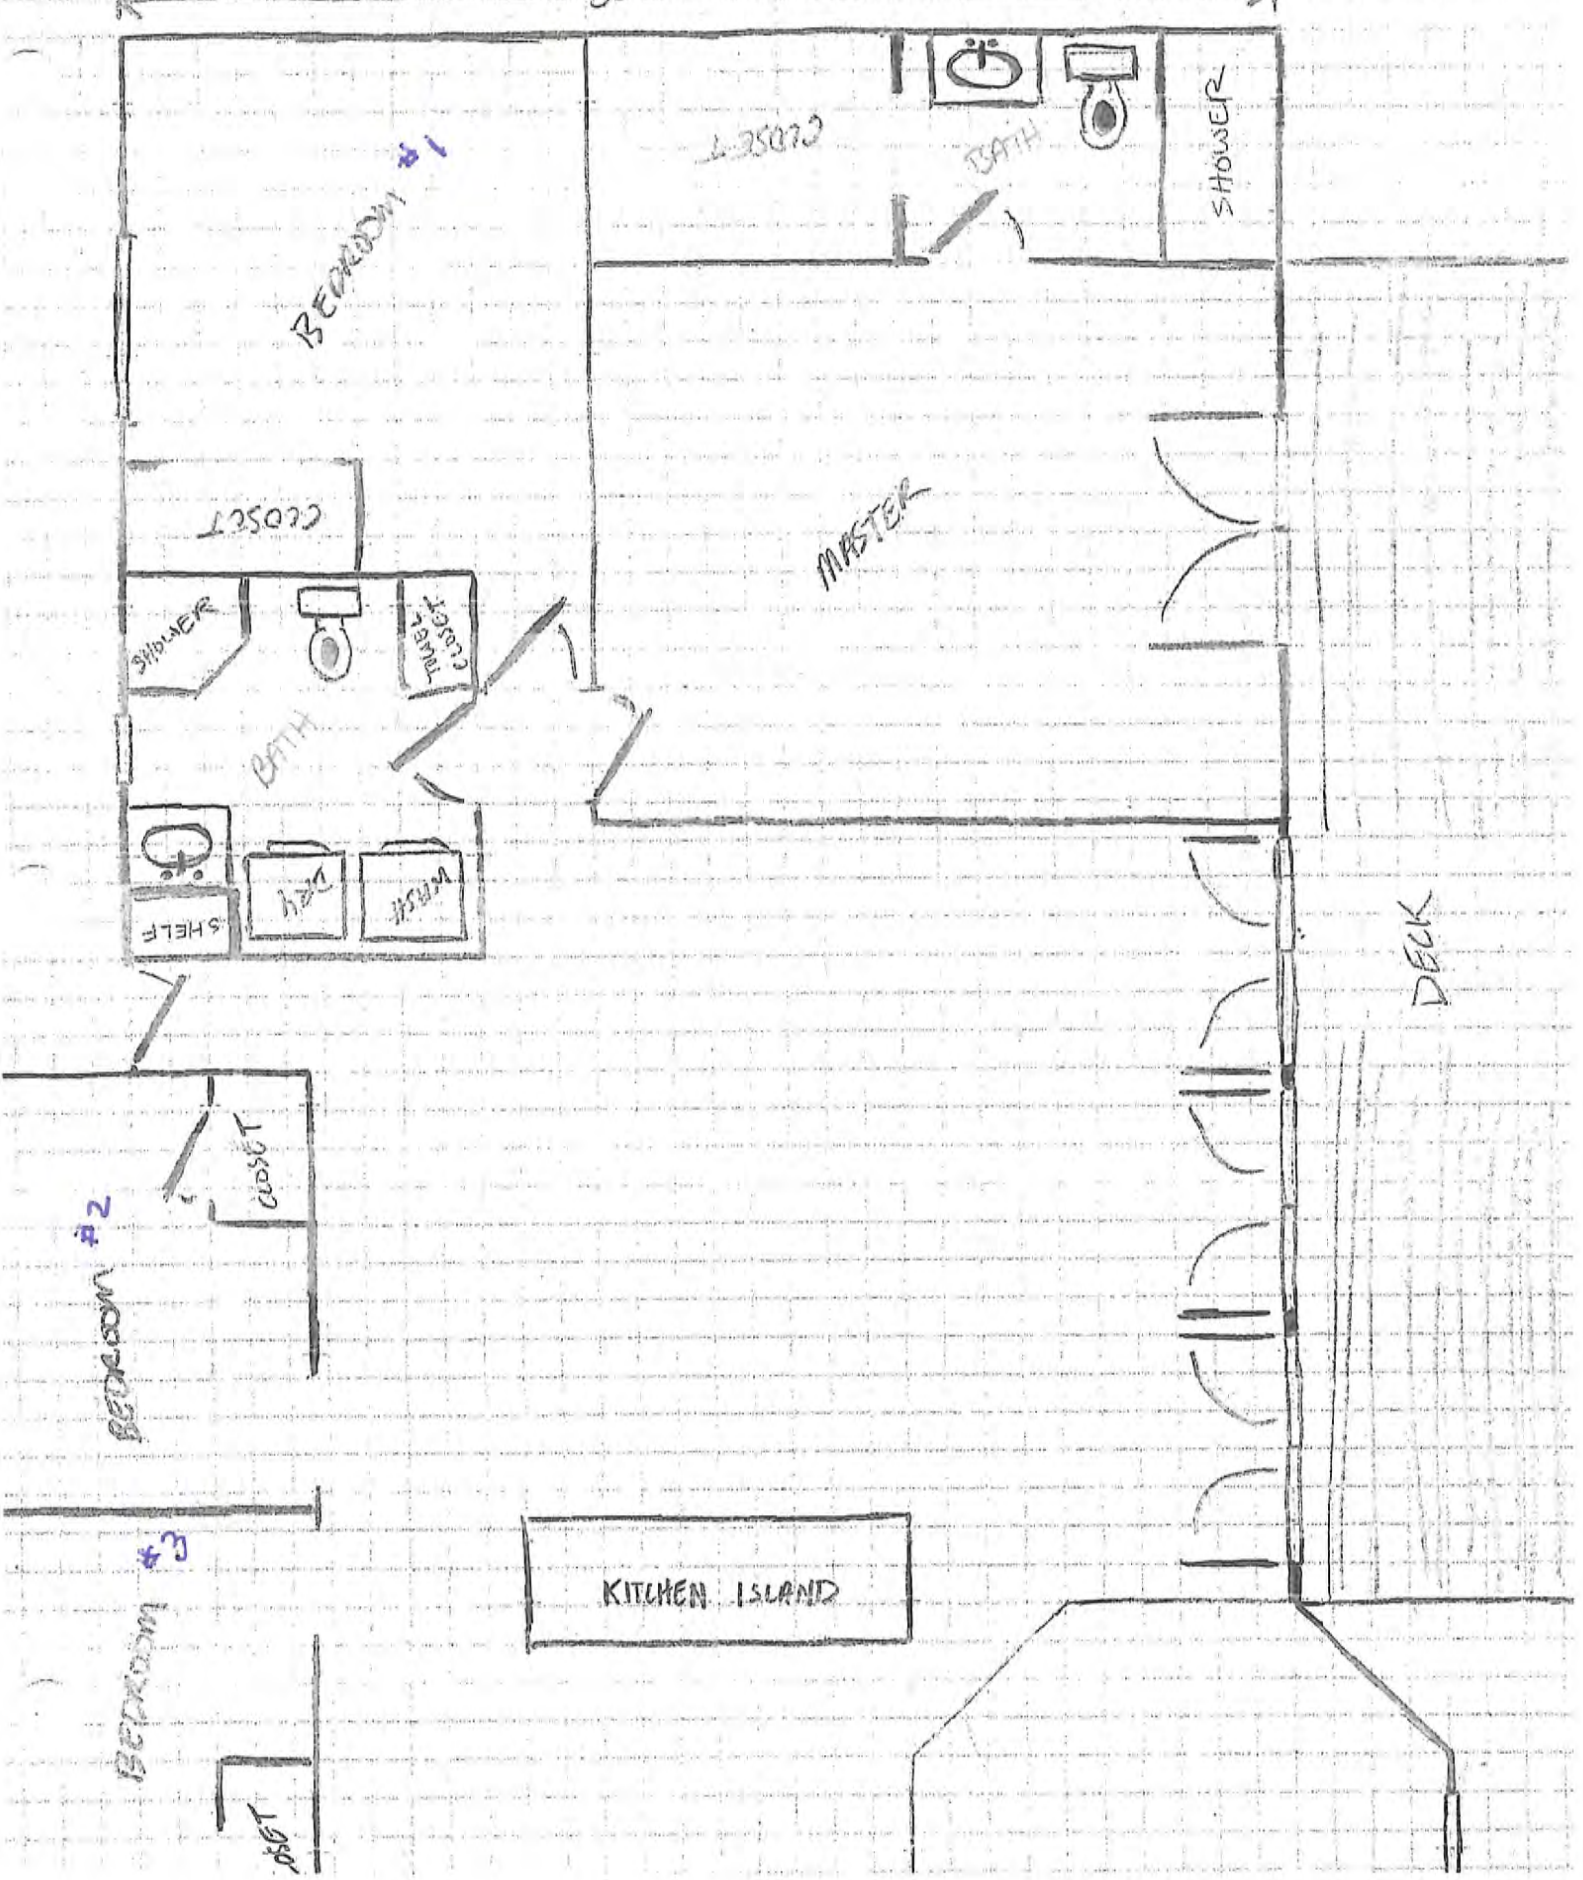 CLOSET
BATH
SHOWER
BEDROOM #1
CLOSET
MASTER
SHOWER
TOWEL
CLOSET
BATH
DRY
WASH
SHELF
DECK
CLOSET
BEDROOM #2
BEDROOM #3
KITCHEN ISLAND
OSET